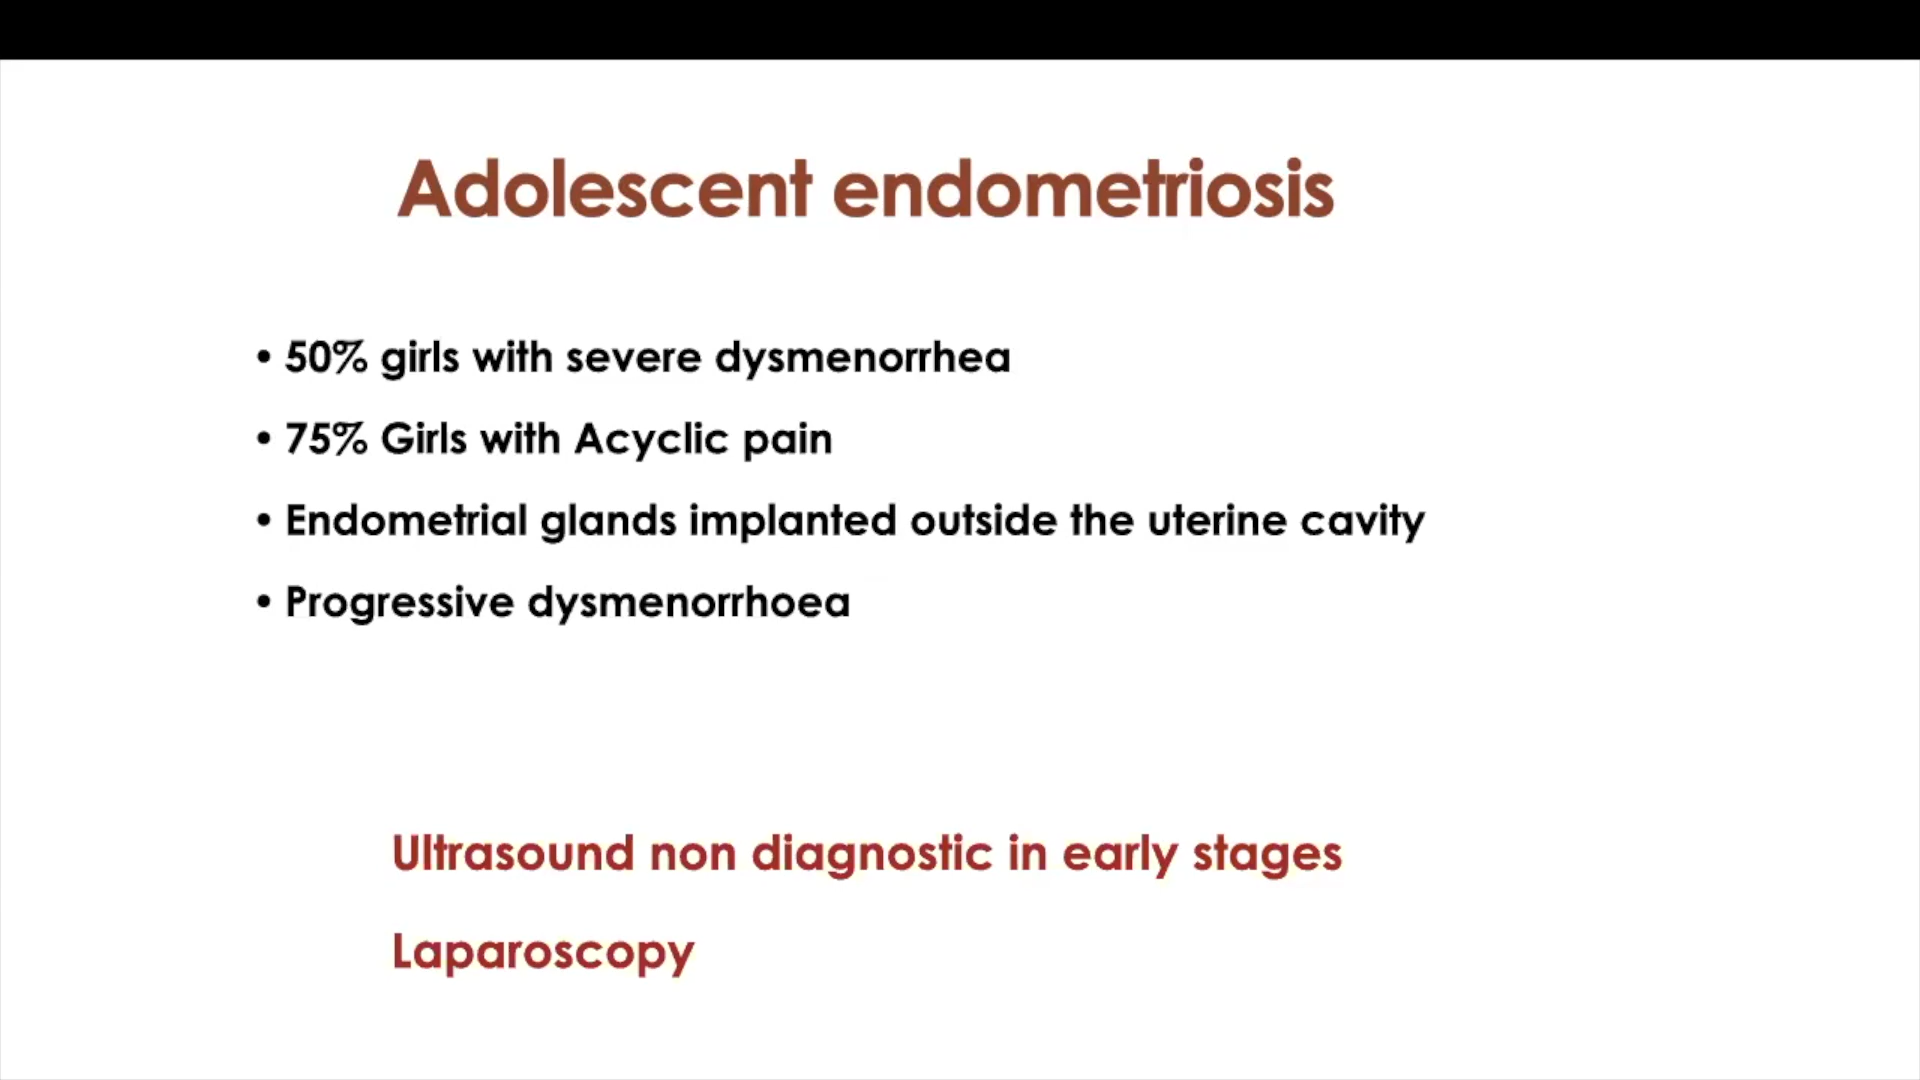 Adolescent endometriosis
• 50% girls with severe dysmenorrhea
• 75% Girls with Acyclic pain
• Endometrial glands implanted outside the uterine cavity
• Progressive dysmenorrhoea
Ultrasound non diagnostic in early stages
Laparoscopy